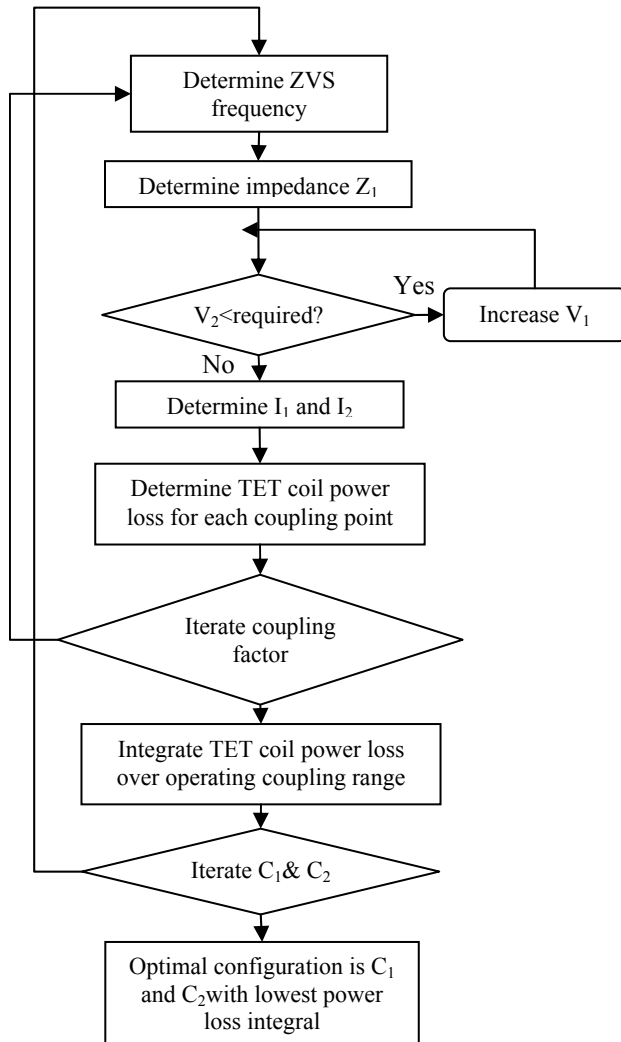 Determine ZVS
frequency
Determine impedance Z₁
V₂<required?
Yes
Increase V₁
No
Determine I₁ and I₂
Determine TET coil power
loss for each coupling point
Iterate coupling
factor
Integrate TET coil power loss
over operating coupling range
Iterate C₁& C₂
Optimal configuration is C₁
and C₂with lowest power
loss integral